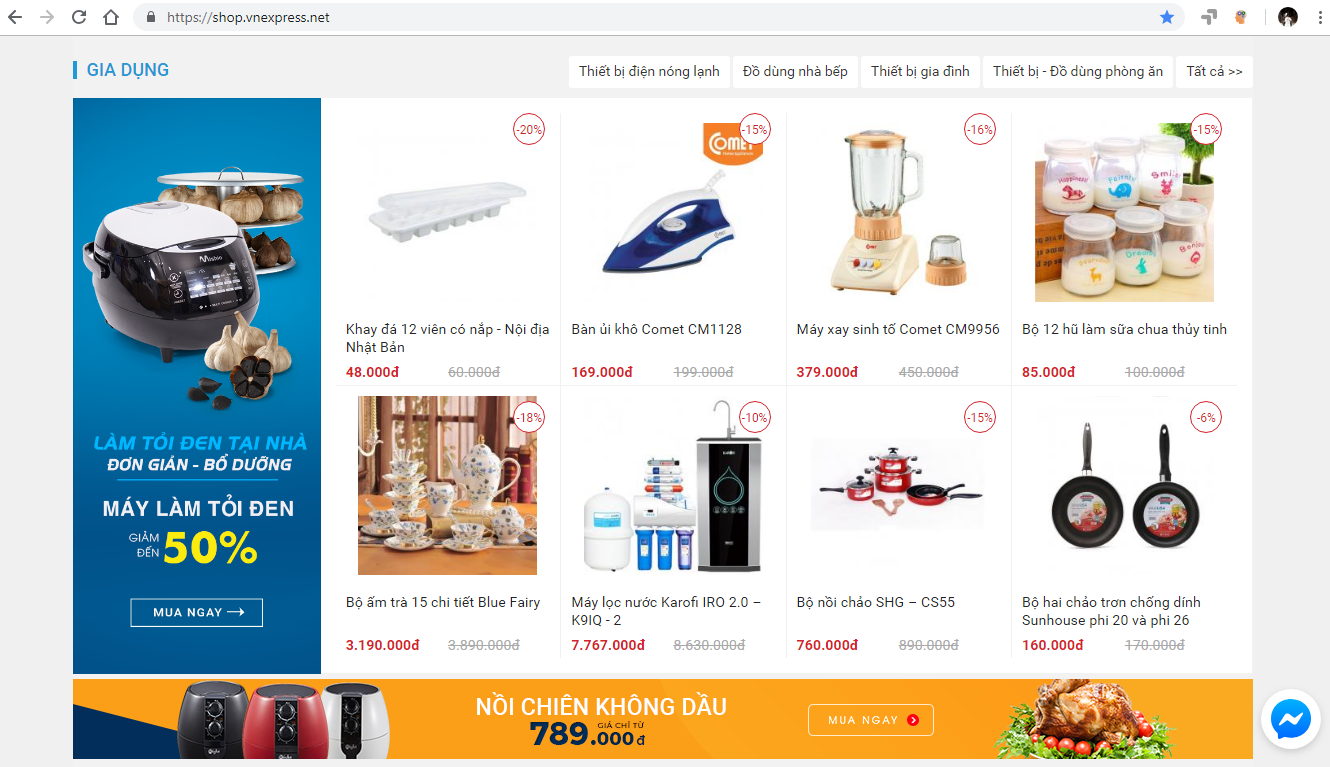 https://shop.vnexpress.net
GIA DỤNG
Thiết bị điện nóng lạnh
Đồ dùng nhà bếp
Thiết bị gia đình
Thiết bị - Đồ dùng phòng ăn
Tất cả >>
Mishio
LÀM TỎI ĐEN TẠI NHÀ
ĐƠN GIẢN - BỔ DƯỠNG
MÁY LÀM TỎI ĐEN
GIẢM
ĐẾN
50%
MUA NGAY
-20%
Khay đá 12 viên có nắp - Nội địa
Nhật Bản
48.000đ 60.000đ
-15%
COMET
Bàn ủi khô Comet CM1128
169.000đ 199.000đ
-16%
Máy xay sinh tố Comet CM9956
379.000đ 450.000đ
-15%
Bộ 12 hũ làm sữa chua thủy tinh
85.000đ 100.000đ
-18%
Bộ ấm trà 15 chi tiết Blue Fairy
3.190.000đ 3.890.000đ
-10%
Máy lọc nước Karofi IRO 2.0 –
K9IQ - 2
7.767.000đ 8.630.000đ
-15%
Bộ nồi chảo SHG – CS55
760.000đ 890.000đ
-6%
Bộ hai chảo trơn chống dính
Sunhouse phi 20 và phi 26
160.000đ 170.000đ
NỒI CHIÊN KHÔNG DẦU
GIÁ CHỈ TỪ
789.000đ
MUA NGAY